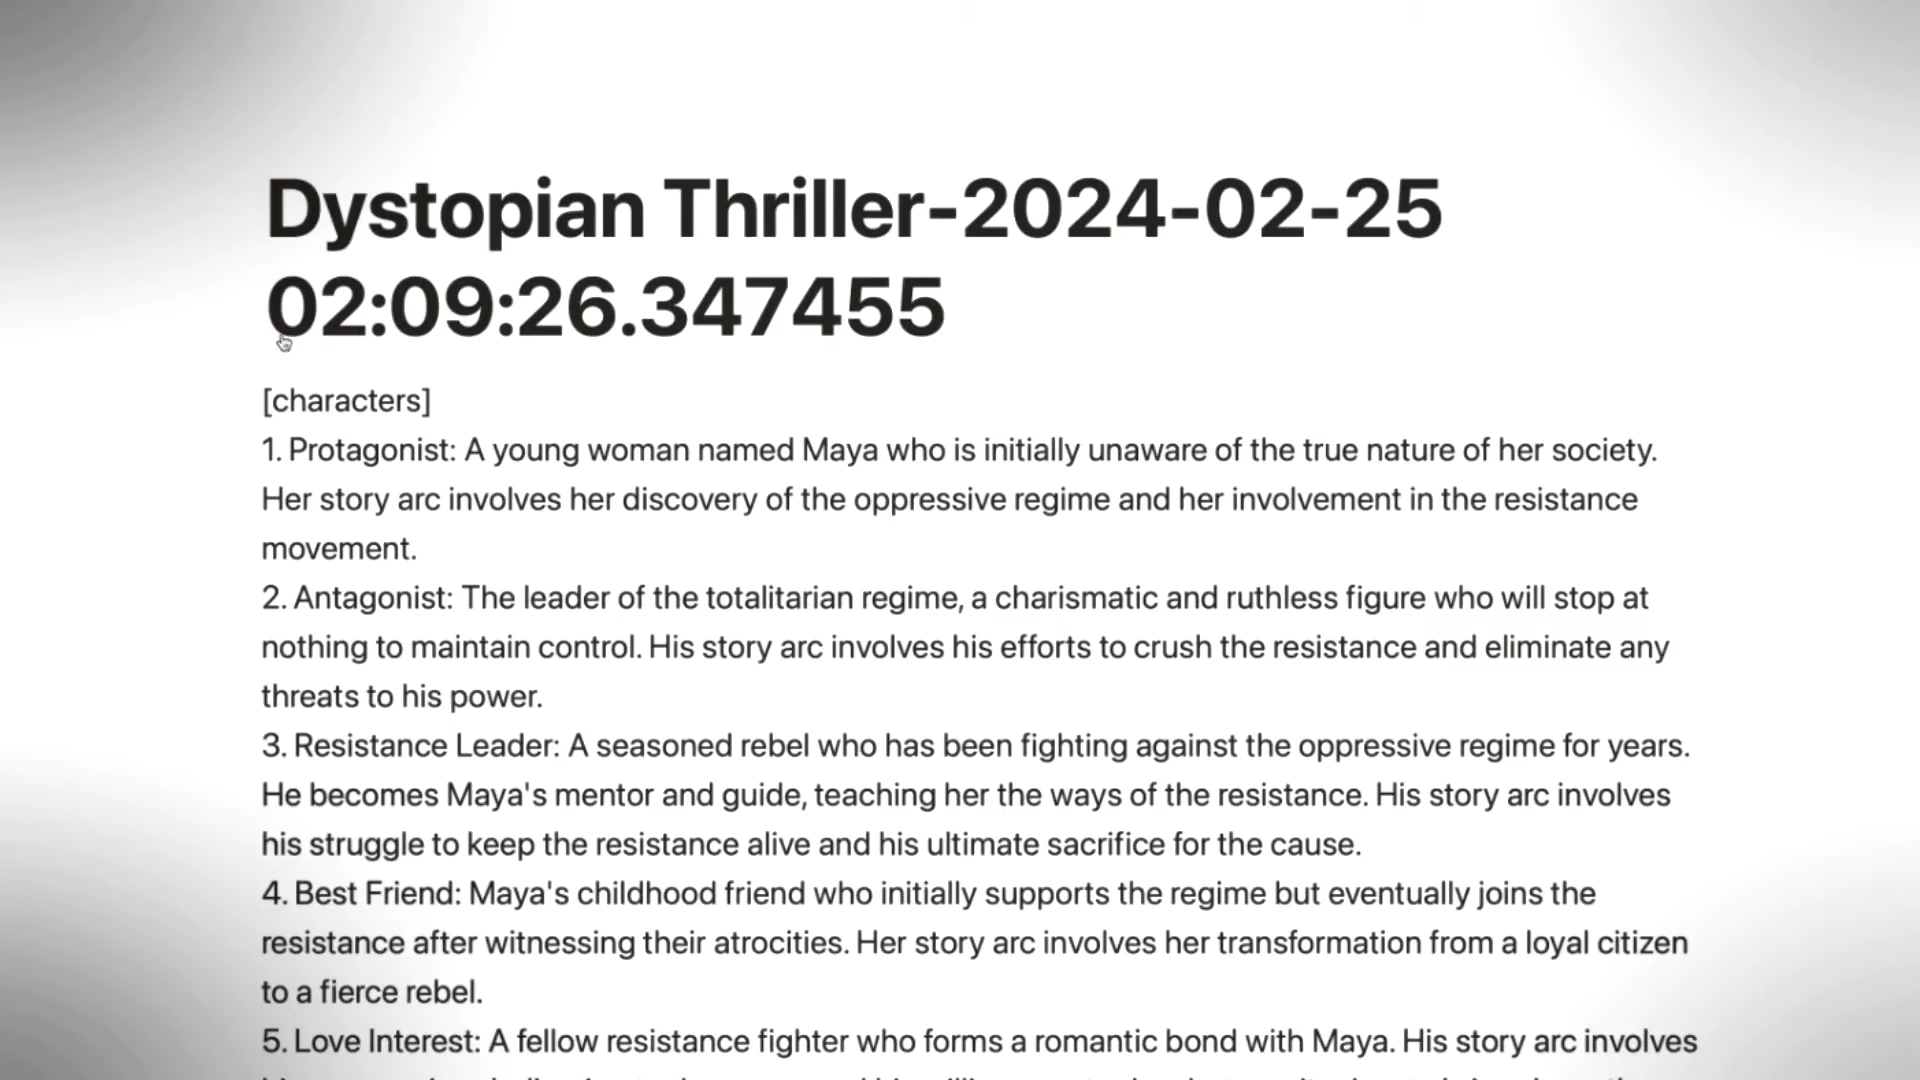 Dystopian Thriller-2024-02-25
02:09:26.347455
[characters]
1. Protagonist: A young woman named Maya who is initially unaware of the true nature of her society.
Her story arc involves her discovery of the oppressive regime and her involvement in the resistance
movement.
2. Antagonist: The leader of the totalitarian regime, a charismatic and ruthless figure who will stop at
nothing to maintain control. His story arc involves his efforts to crush the resistance and eliminate any
threats to his power.
3. Resistance Leader: A seasoned rebel who has been fighting against the oppressive regime for years.
He becomes Maya's mentor and guide, teaching her the ways of the resistance. His story arc involves
his struggle to keep the resistance alive and his ultimate sacrifice for the cause.
4. Best Friend: Maya's childhood friend who initially supports the regime but eventually joins the
resistance after witnessing their atrocities. Her story arc involves her transformation from a loyal citizen
to a fierce rebel.
5. Love Interest: A fellow resistance fighter who forms a romantic bond with Maya. His story arc involves